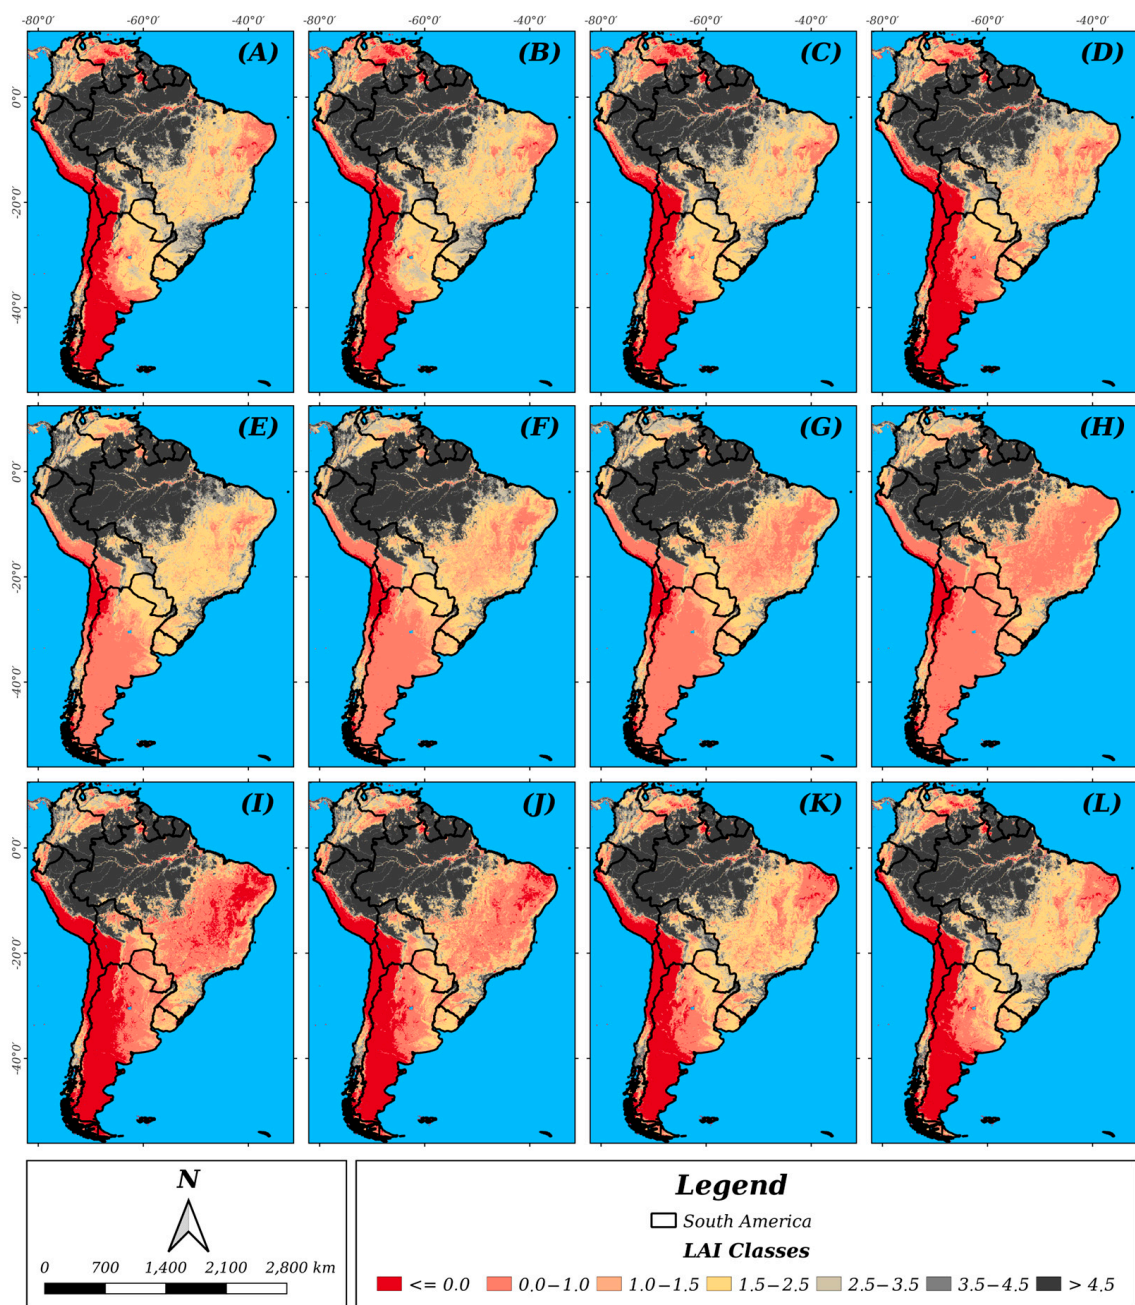 -80°0' -60°0' -40°0' -80°0' -60°0' -40°0' -80°0' -60°0' -40°0' -80°0' -60°0' -40°0'
(A) (B) (C) (D)
0°0'
-20°0'
-40°0'
(E) (F) (G) (H)
0°0'
-20°0'
-40°0'
(I) (J) (K) (L)
0°0'
-20°0'
-40°0'
N
0 700 1,400 2,100 2,800 km
Legend
South America
LAI Classes
<= 0.0 0.0−1.0 1.0−1.5 1.5−2.5 2.5−3.5 3.5−4.5 > 4.5